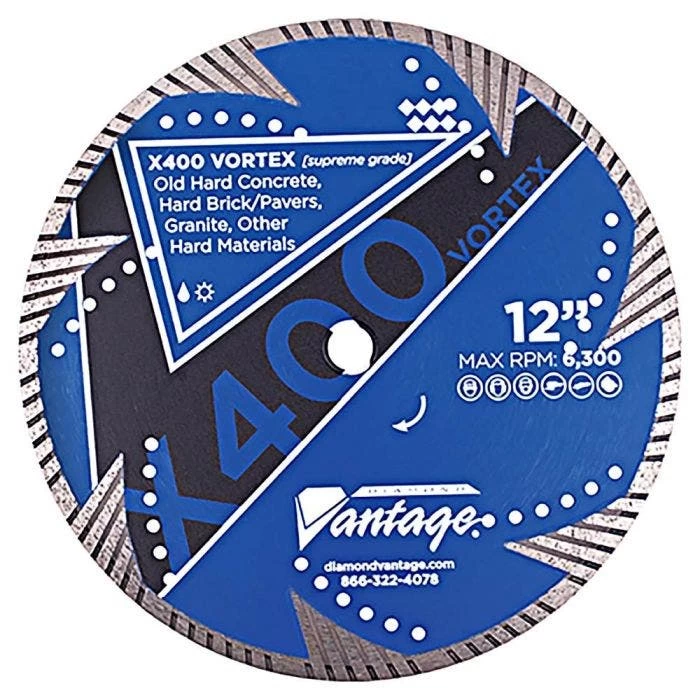 X400 VORTEX [supreme grade]
Old Hard Concrete,
Hard Brick/Pavers,
Granite, Other
Hard Materials
X400 VORTEX
12”
MAX RPM: 6,300
DIAMOND
Vantage
diamondvantage.com
866-322-4078